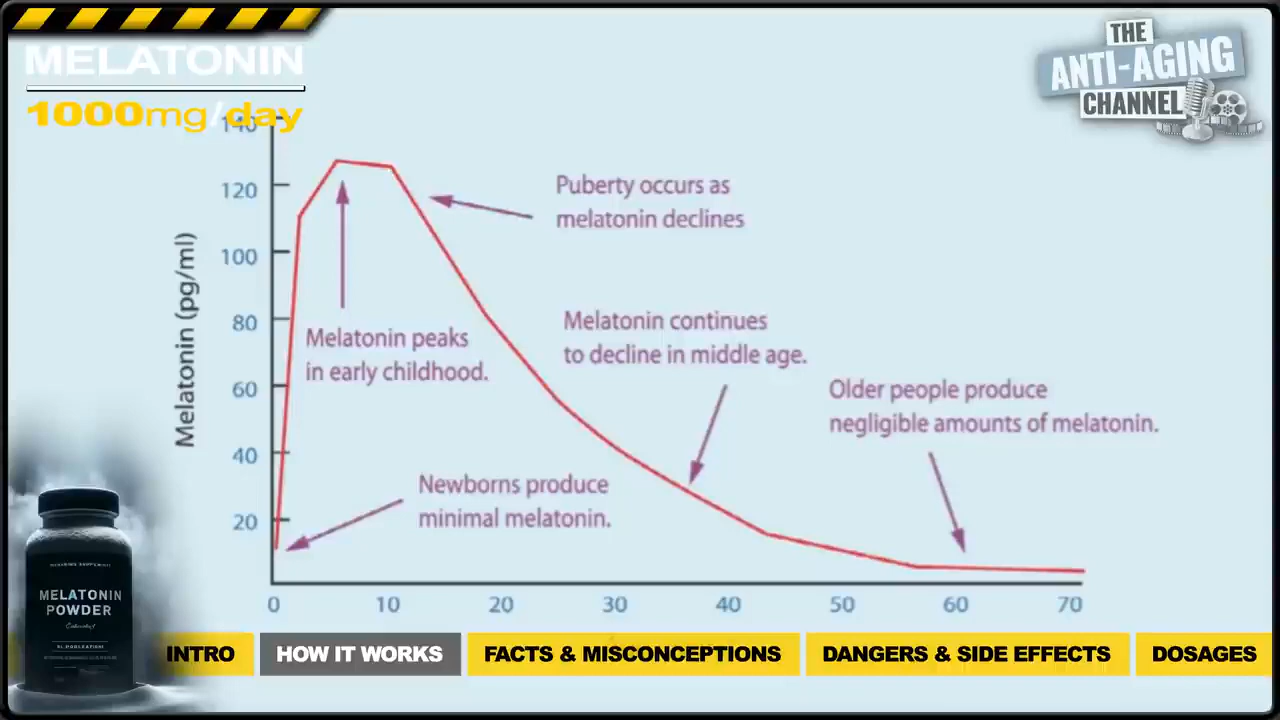 MELATONIN
1000mg/day
THE
ANTI-AGING
CHANNEL
140
120
100
80
60
40
20
Melatonin (pg/ml)
Puberty occurs as
melatonin declines
Melatonin peaks
in early childhood.
Melatonin continues
to decline in middle age.
Older people produce
negligible amounts of melatonin.
Newborns produce
minimal melatonin.
0 10 20 30 40 50 60 70
MELATONIN
POWDER
INTRO
HOW IT WORKS
FACTS & MISCONCEPTIONS
DANGERS & SIDE EFFECTS
DOSAGES